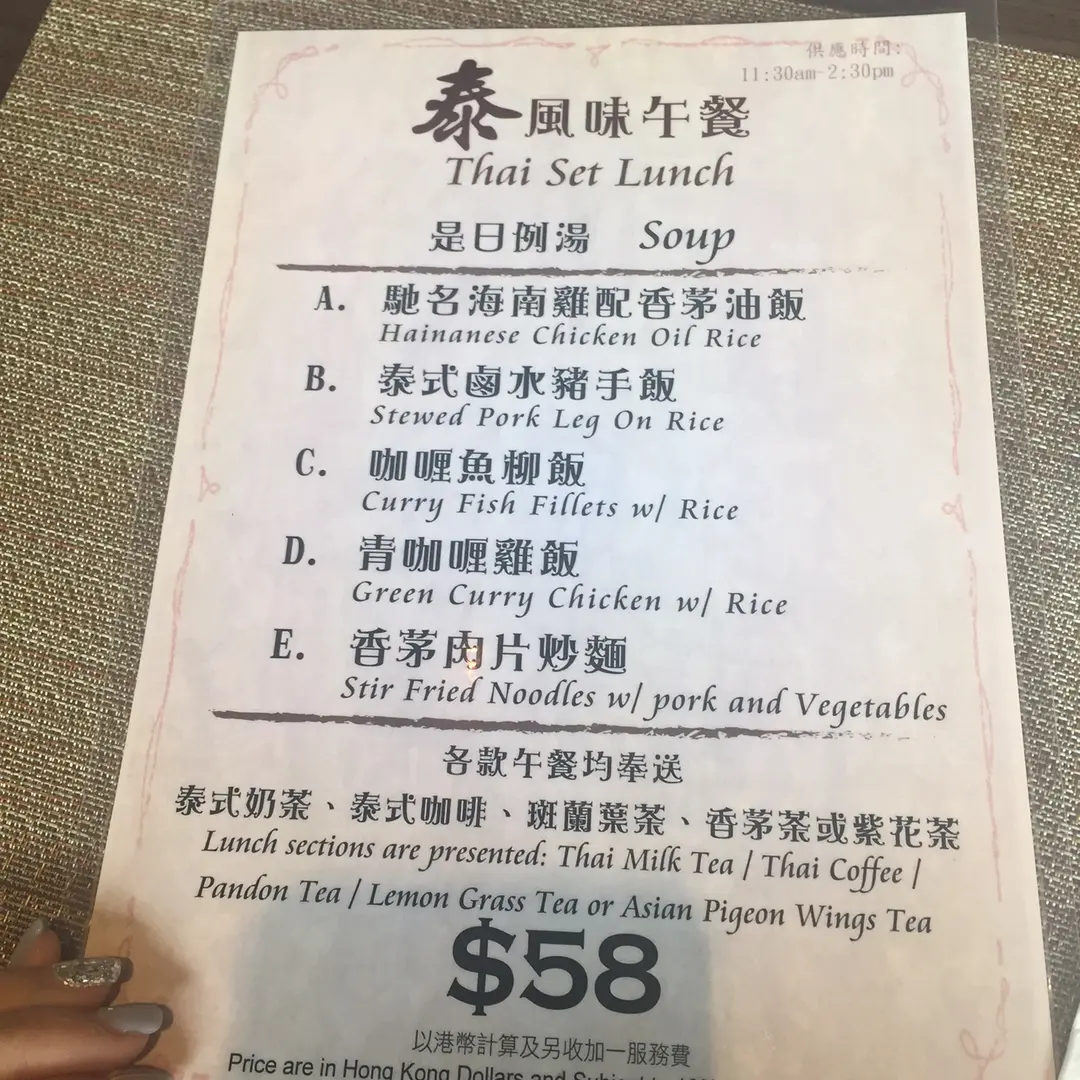 供應時間:
11:30am-2:30pm
泰風味午餐
Thai Set Lunch
是日例湯 Soup
A. 馳名海南雞配香茅油飯
Hainanese Chicken Oil Rice
B. 泰式鹵水豬手飯
Stewed Pork Leg On Rice
C. 咖喱魚柳飯
Curry Fish Fillets w/ Rice
D. 青咖喱雞飯
Green Curry Chicken w/ Rice
E. 香茅肉片炒麵
Stir Fried Noodles w/ pork and Vegetables
各款午餐均奉送
泰式奶茶、泰式咖啡、斑蘭葉茶、香茅茶或紫花茶
Lunch sections are presented: Thai Milk Tea / Thai Coffee /
Pandon Tea / Lemon Grass Tea or Asian Pigeon Wings Tea
$58
以港幣計算及另收加一服務費
Price are in Hong Kong Dollars and